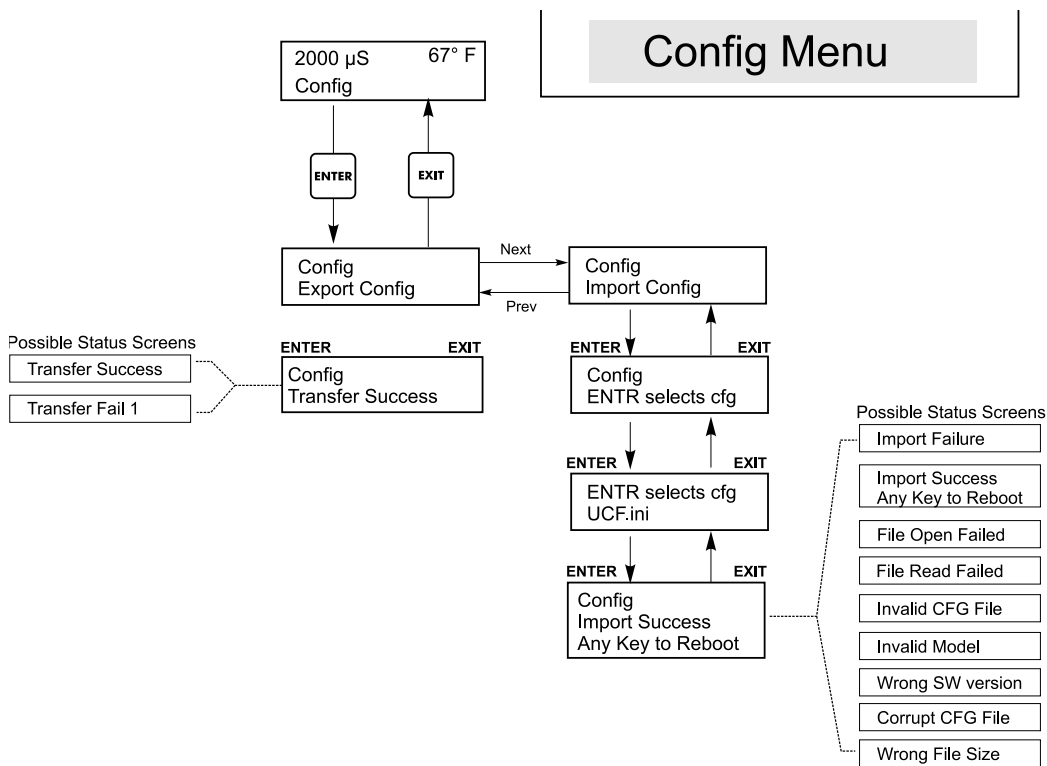 Config Menu
2000 µS 67° F
Config
ENTER
EXIT
Config
Export Config
Next
Prev
Config
Import Config
Possible Status Screens
Transfer Success
Transfer Fail 1
ENTER EXIT
Config
Transfer Success
ENTER EXIT
Config
ENTR selects cfg
ENTER EXIT
ENTR selects cfg
UCF.ini
ENTER EXIT
Config
Import Success
Any Key to Reboot
Possible Status Screens
Import Failure
Import Success
Any Key to Reboot
File Open Failed
File Read Failed
Invalid CFG File
Invalid Model
Wrong SW version
Corrupt CFG File
Wrong File Size